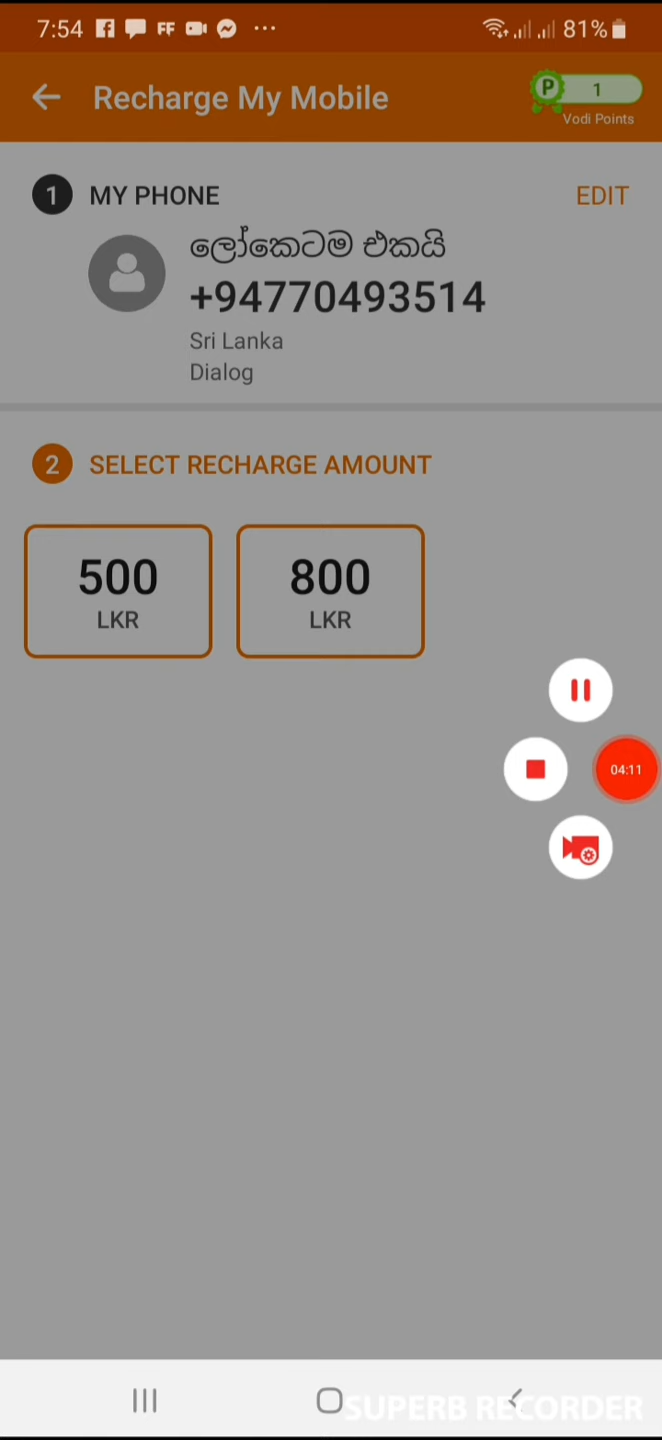 7:54 FF 81%
Recharge My Mobile
P 1
Vodi Points
1 MY PHONE EDIT
ලෝකෙටම එකයි
+94770493514
Sri Lanka
Dialog
2 SELECT RECHARGE AMOUNT
500 800
LKR LKR
04:11
SUPERB RECORDER